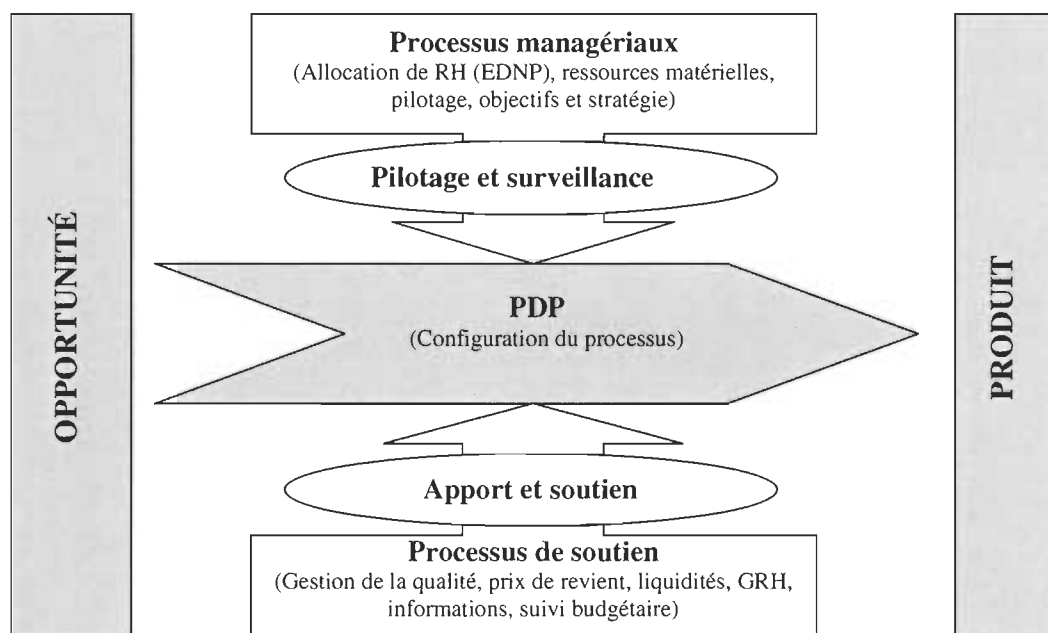 OPPORTUNITÉ
Processus managériaux
(Allocation de RH (EDNP), ressources matérielles,
pilotage, objectifs et stratégie)
Pilotage et surveillance
PDP
(Configuration du processus)
Apport et soutien
Processus de soutien
(Gestion de la qualité, prix de revient, liquidités, GRH,
informations, suivi budgétaire)
PRODUIT